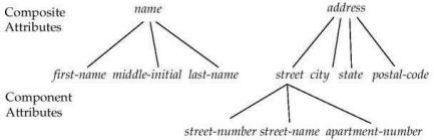 Composite name address
Attributes
first-name middle-initial last-name street city state postal-code
Component
Attributes
street-number street-name apartment-number